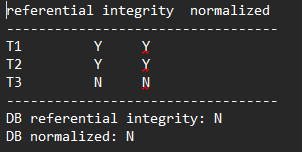 referential integrity  normalized
----------------------------------
T1         Y     Y
T2         Y     Y
T3         N     N
----------------------------------
DB referential integrity: N
DB normalized: N